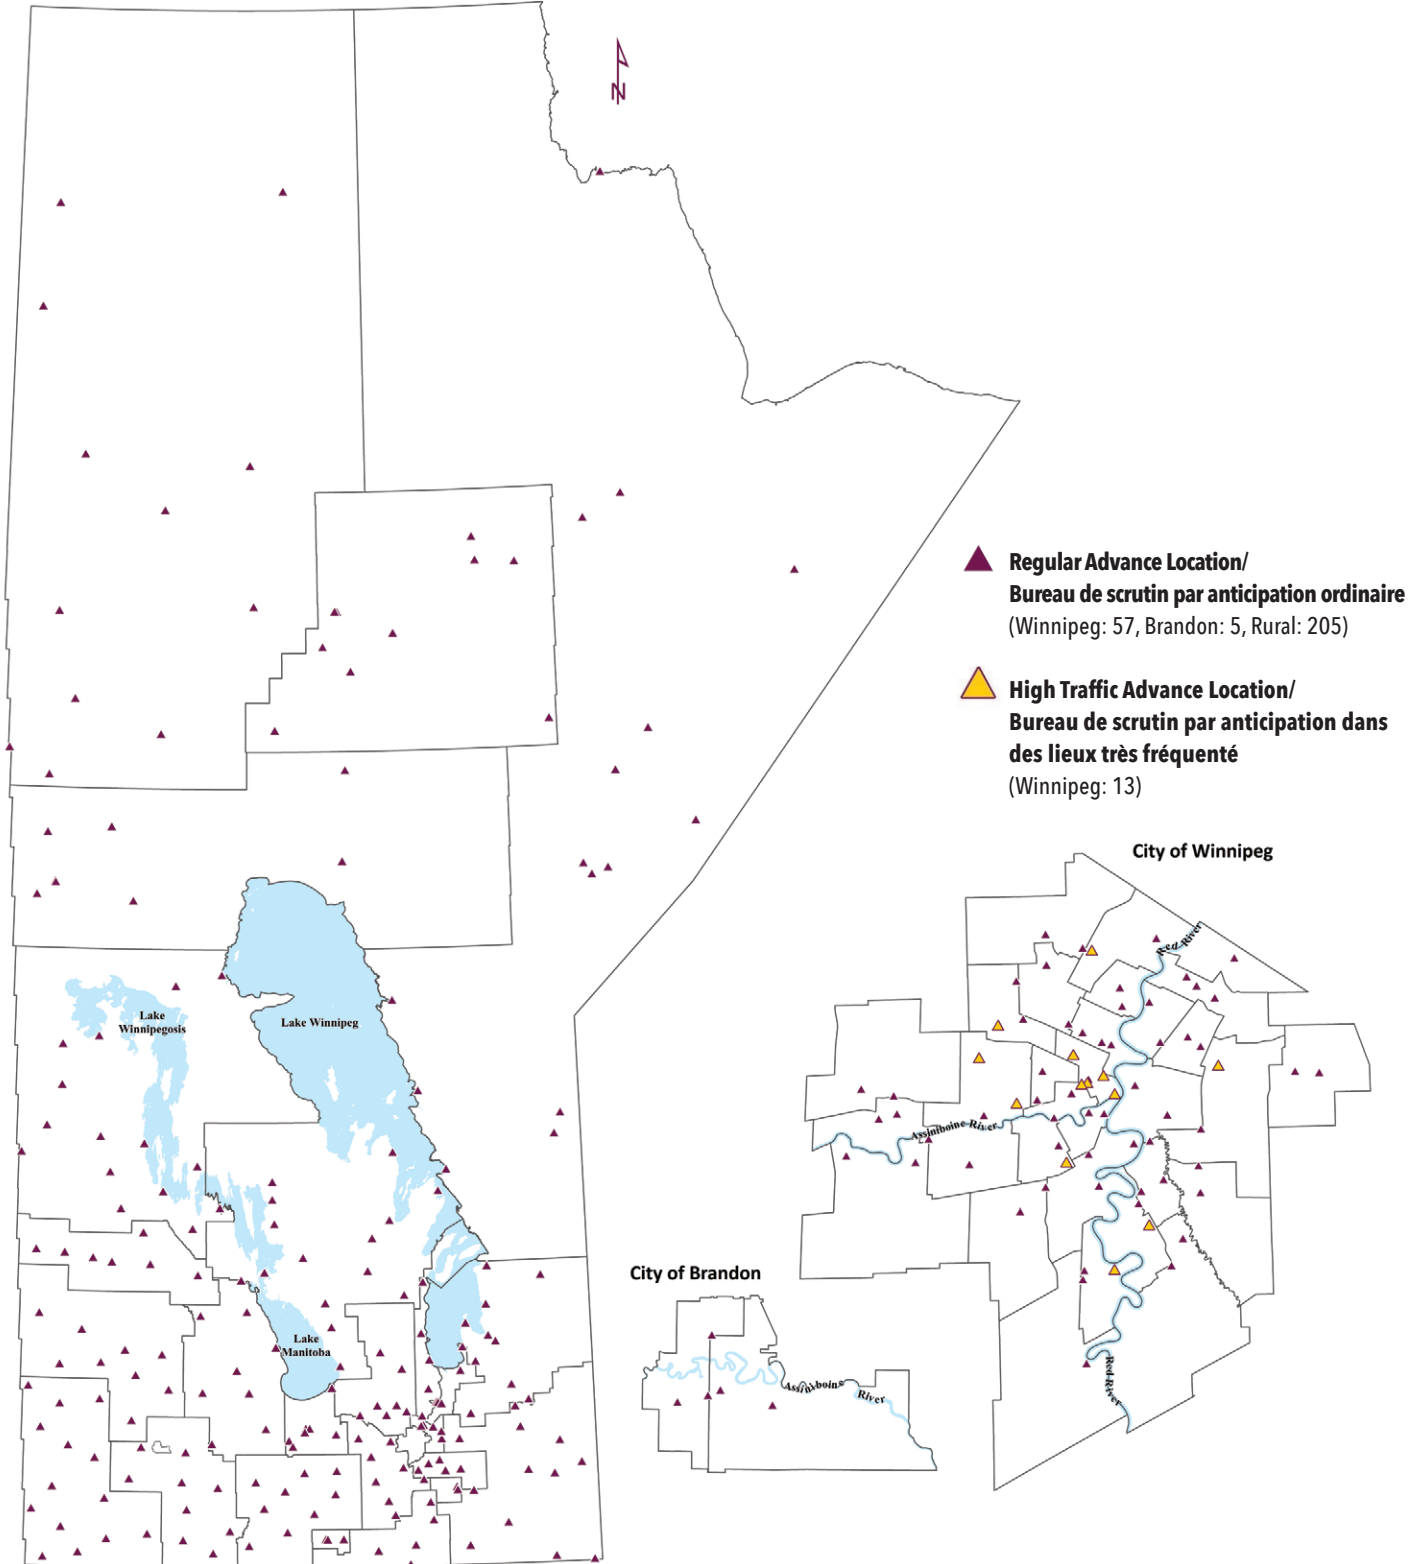 N
Regular Advance Location/
Bureau de scrutin par anticipation ordinaire
(Winnipeg: 57, Brandon: 5, Rural: 205)
High Traffic Advance Location/
Bureau de scrutin par anticipation dans
des lieux très fréquenté
(Winnipeg: 13)
City of Winnipeg
Red River
Assiniboine River
Red River
Lake
Winnipegosis
Lake Winnipeg
Lake
Manitoba
City of Brandon
Assiniboine River